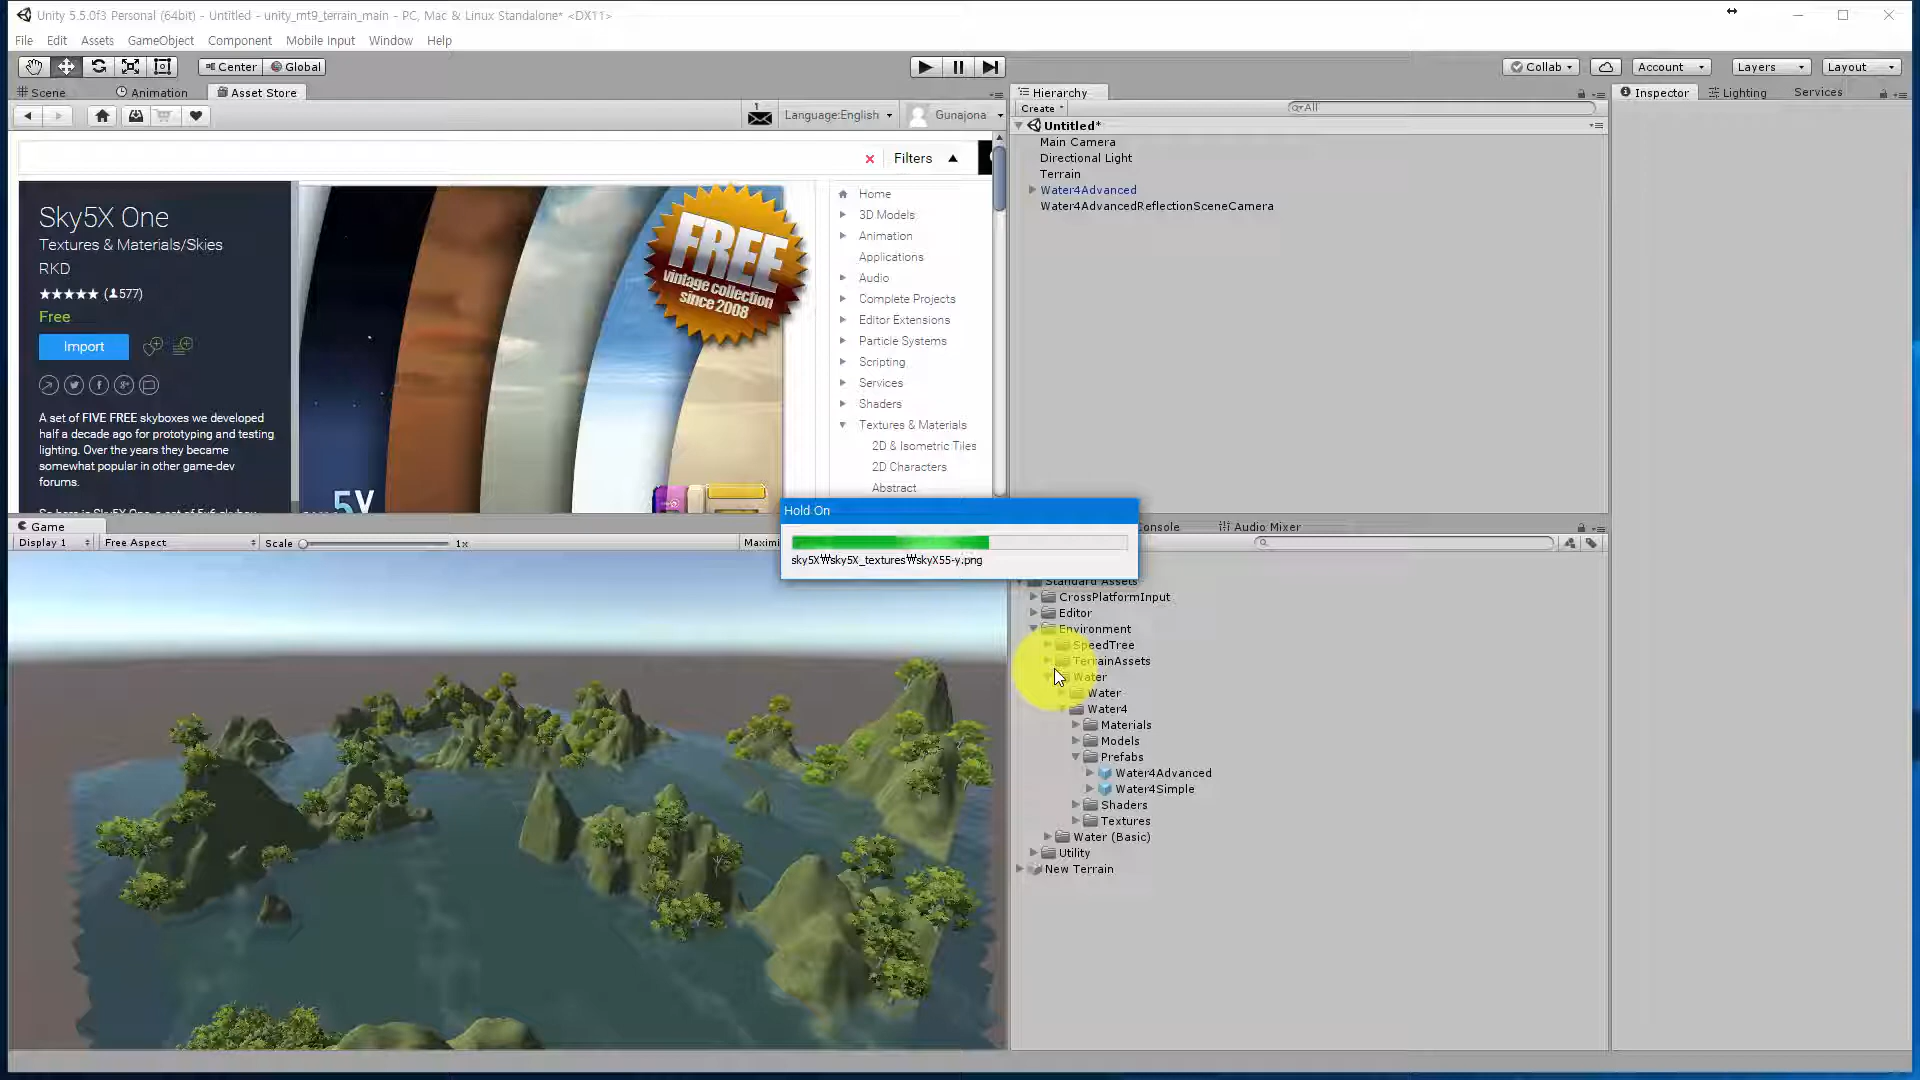 Unity 5.5.0f3 Personal (64bit) - Untitled - unity_mt9_terrain_main - PC, Mac & Linux Standalone* <DX11>
File Edit Assets GameObject Component Mobile Input Window Help
Center Global
Collab Account Layers Layout
Scene Animation Asset Store
Hierarchy
Inspector Lighting Services
1
Language:English Gunajona
Create All
Filters
Untitled*
Main Camera
Directional Light
Terrain
Water4Advanced
Water4AdvancedReflectionSceneCamera
Sky5X One
Textures & Materials/Skies
RKD
(577)
Free
Import
A set of FIVE FREE skyboxes we developed
half a decade ago for prototyping and testing
lighting. Over the years they became
somewhat popular in other game-dev
forums.
FREE
vintage collection
since 2008
5X
Home
3D Models
Animation
Applications
Audio
Complete Projects
Editor Extensions
Particle Systems
Scripting
Services
Shaders
Textures & Materials
2D & Isometric Tiles
2D Characters
Abstract
Hold On
sky5X₩sky5X_textures₩skyX55-y.png
Game
Display 1 Free Aspect Scale 1x Maximi
onsole Audio Mixer
Standard Assets
CrossPlatformInput
Editor
Environment
SpeedTree
TerrainAssets
Water
Water
Water4
Materials
Models
Prefabs
Water4Advanced
Water4Simple
Shaders
Textures
Water (Basic)
Utility
New Terrain